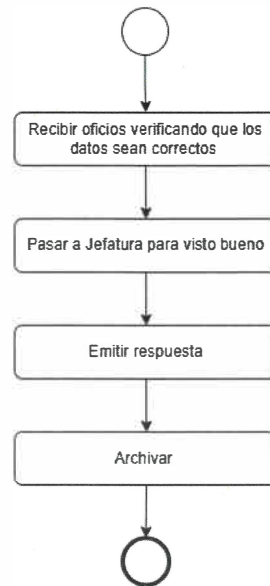 Recibir oficios verificando que los
datos sean correctos
Pasar a Jefatura para visto bueno
Emitir respuesta
Archivar